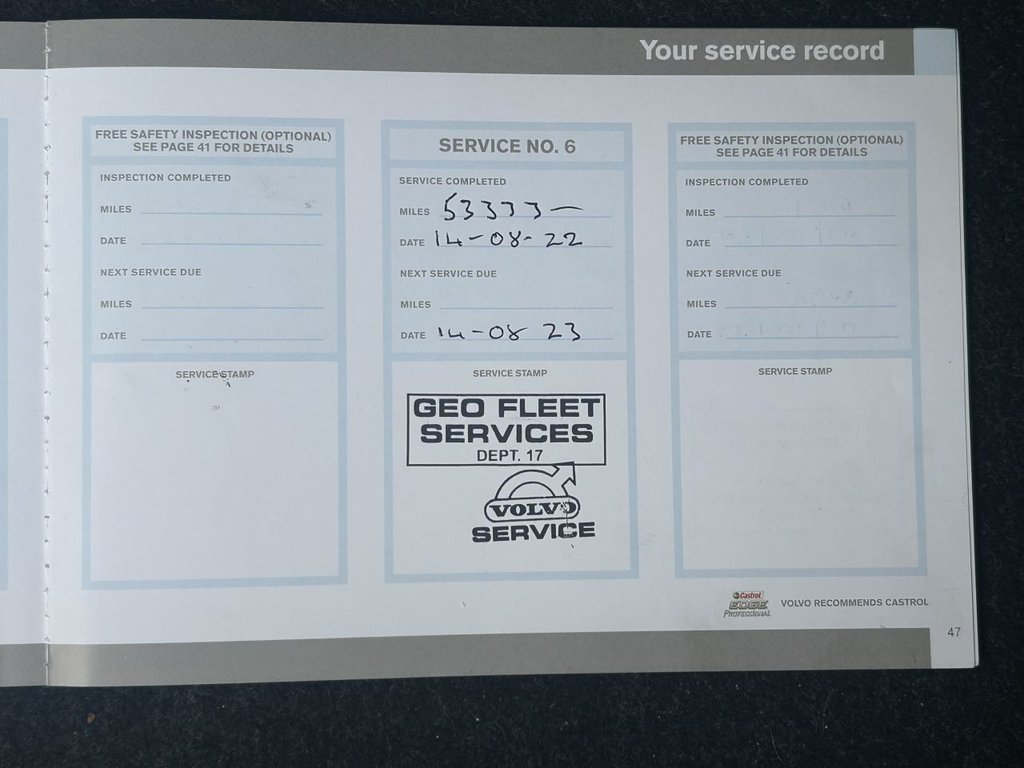 Your service record
FREE SAFETY INSPECTION (OPTIONAL)
SEE PAGE 41 FOR DETAILS
INSPECTION COMPLETED
MILES
DATE
NEXT SERVICE DUE
MILES
DATE
SERVICE STAMP
SERVICE NO. 6
SERVICE COMPLETED
MILES 53333 —
DATE 14-08-22
NEXT SERVICE DUE
MILES
DATE 14-08 23
SERVICE STAMP
GEO FLEET
SERVICES
DEPT. 17
VOLVO
SERVICE
FREE SAFETY INSPECTION (OPTIONAL)
SEE PAGE 41 FOR DETAILS
INSPECTION COMPLETED
MILES
DATE
NEXT SERVICE DUE
MILES
DATE
SERVICE STAMP
Castrol
EDGE
PROFESSIONAL
VOLVO RECOMMENDS CASTROL
47